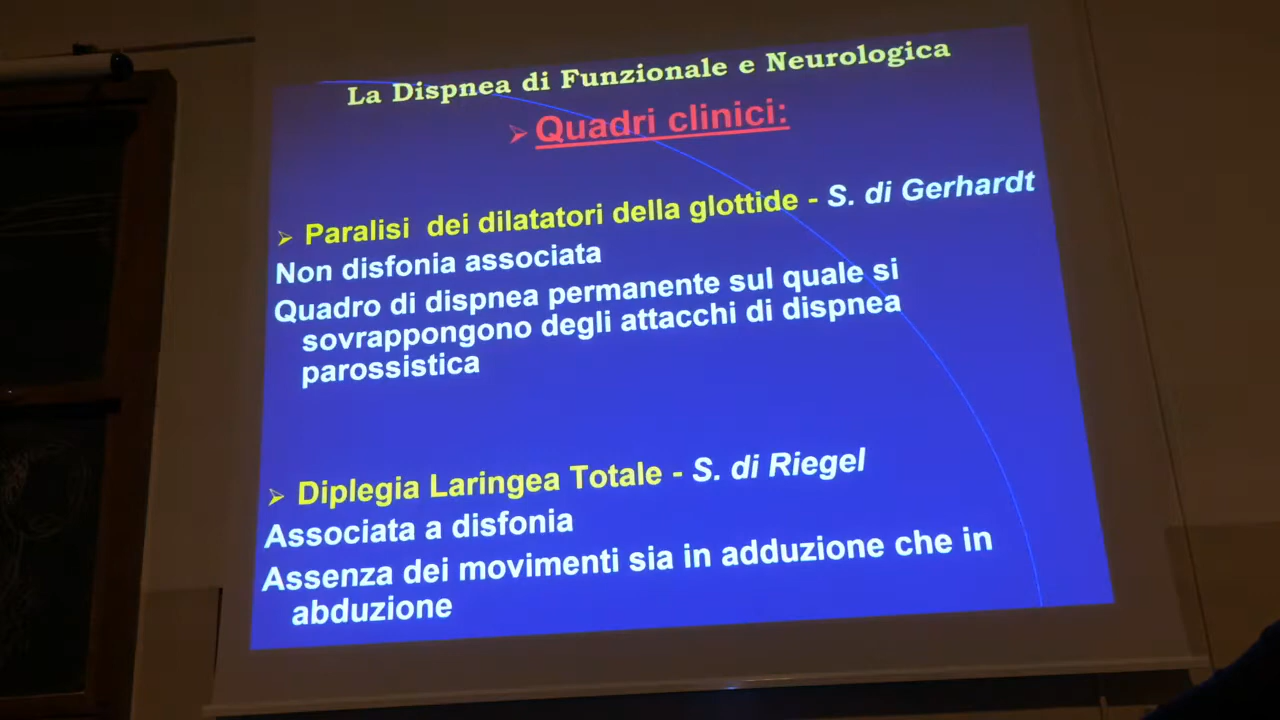 La Dispnea di Funzionale e Neurologica
Quadri clinici:
Paralisi dei dilatatori della glottide - S. di Gerhardt
Non disfonia associata
Quadro di dispnea permanente sul quale si
sovrappongono degli attacchi di dispnea
parossistica
Diplegia Laringea Totale - S. di Riegel
Associata a disfonia
Assenza dei movimenti sia in adduzione che in
abduzione